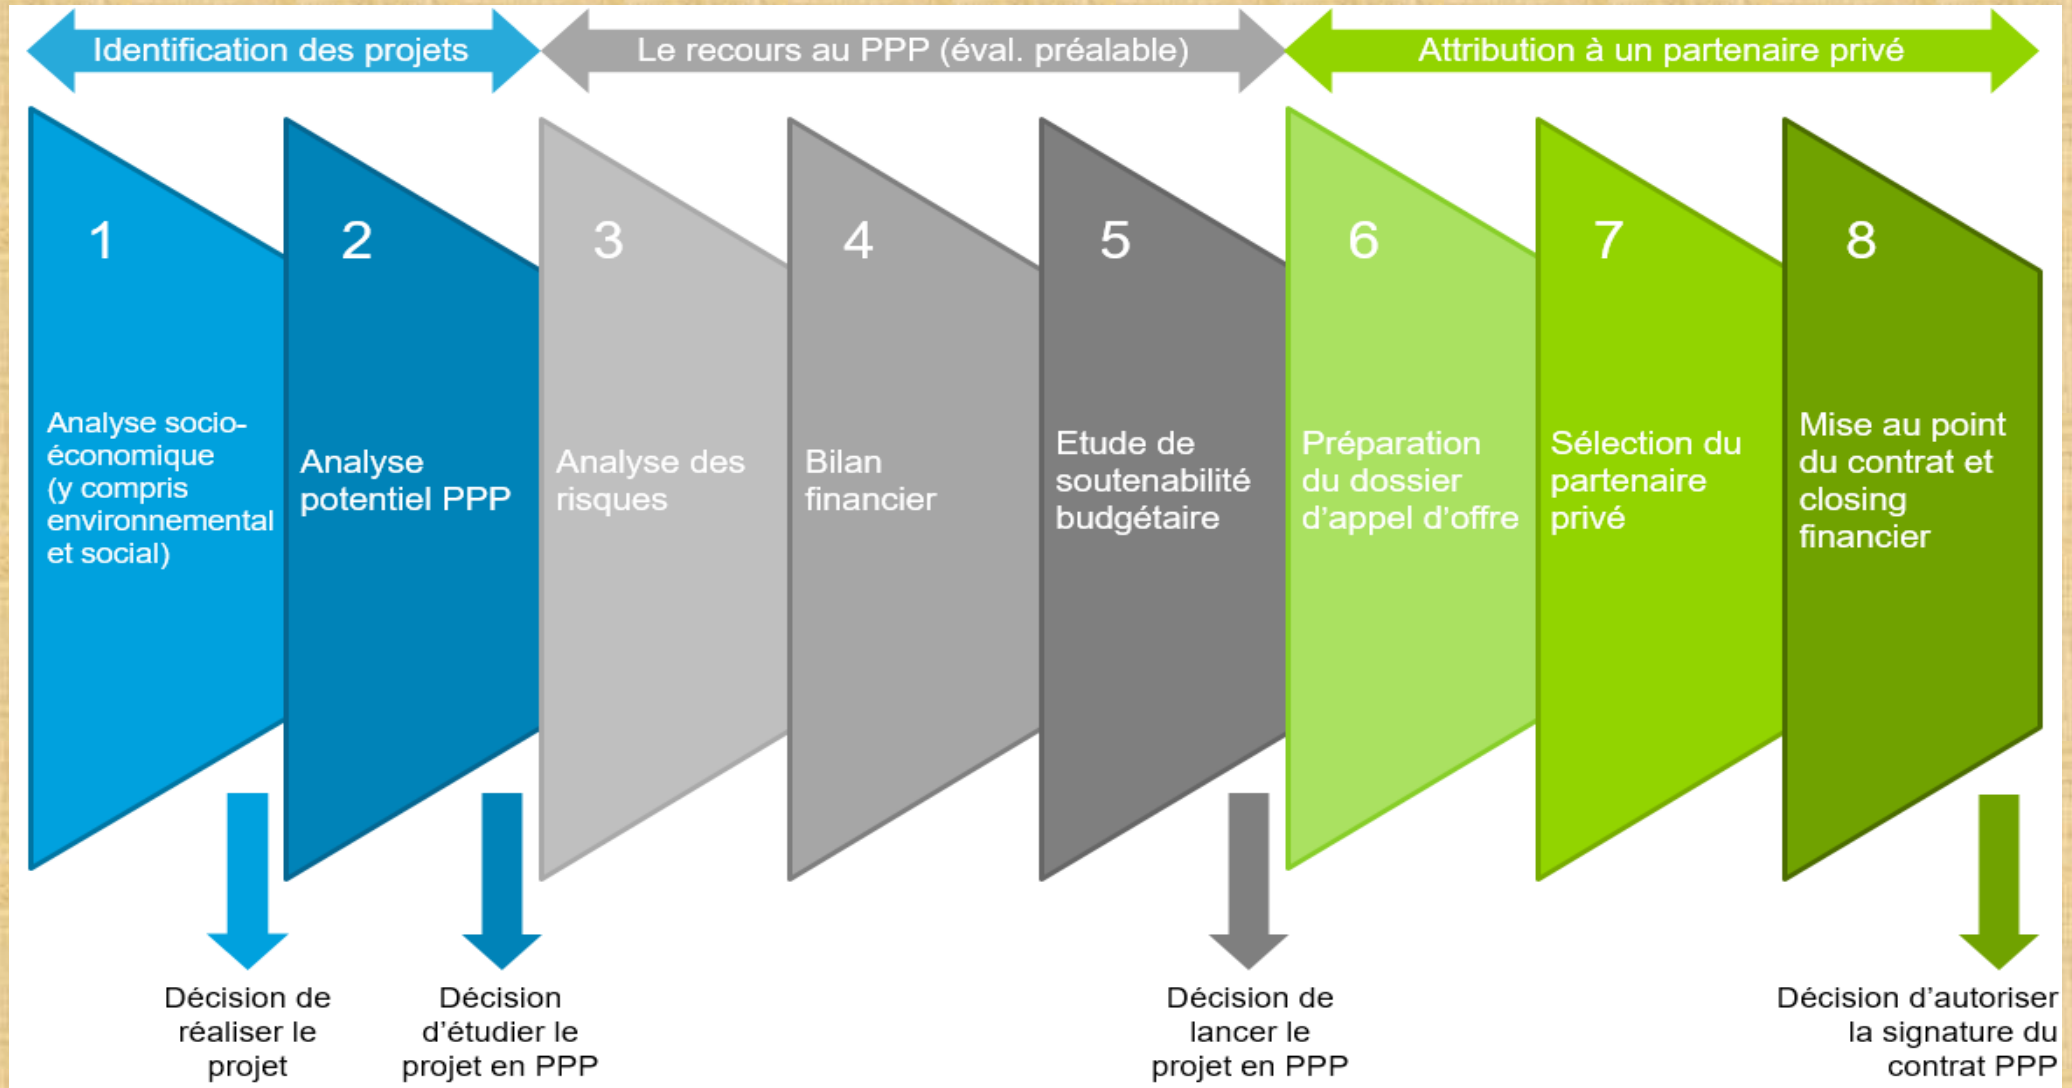 Identification des projets
Le recours au PPP (éval. préalable)
Attribution à un partenaire privé
1
Analyse socio-
économique
(y compris
environnemental
et social)
2
Analyse
potentiel PPP
3
Analyse des
risques
4
Bilan
financier
5
Etude de
soutenabilité
budgétaire
6
Préparation
du dossier
d'appel d'offre
7
Sélection du
partenaire
privé
8
Mise au point
du contrat et
closing
financier
Décision de
réaliser le
projet
Décision
d'étudier le
projet en PPP
Décision de
lancer le
projet en PPP
Décision d'autoriser
la signature du
contrat PPP